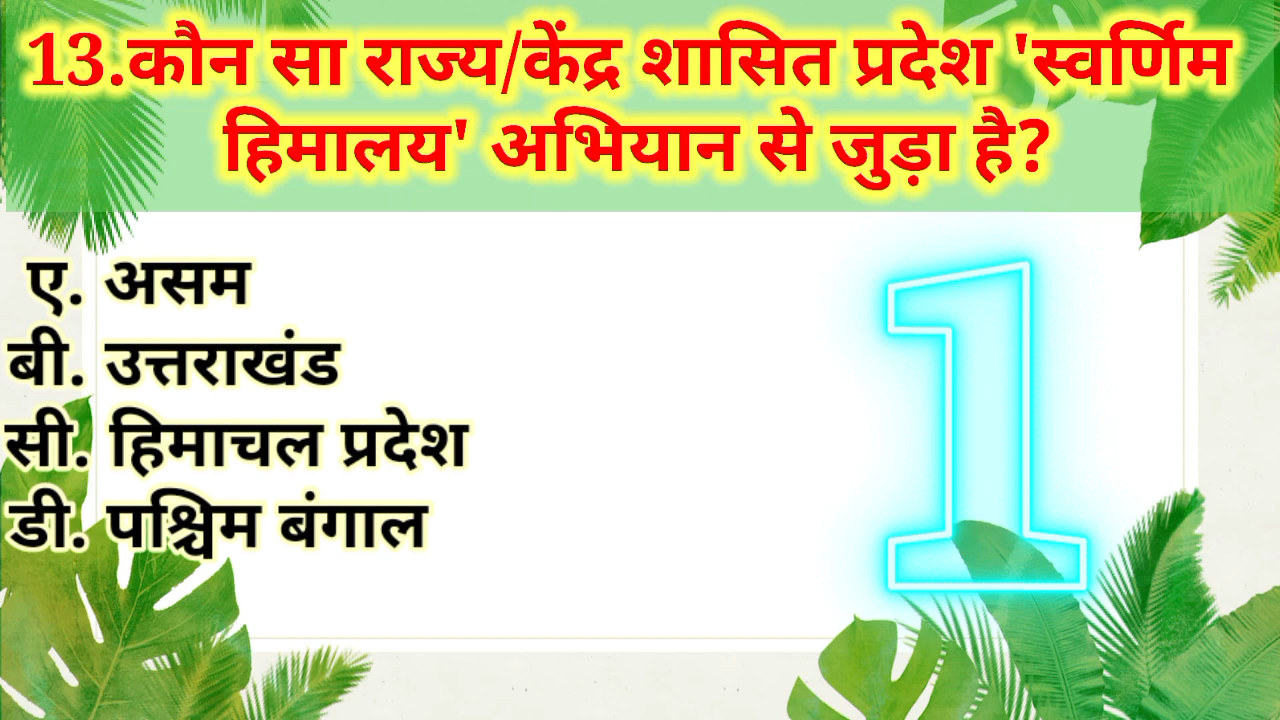 13.कौन सा राज्य/केंद्र शासित प्रदेश 'स्वर्णिम
हिमालय' अभियान से जुड़ा है?
ए. असम
बी. उत्तराखंड
सी. हिमाचल प्रदेश
डी. पश्चिम बंगाल
1